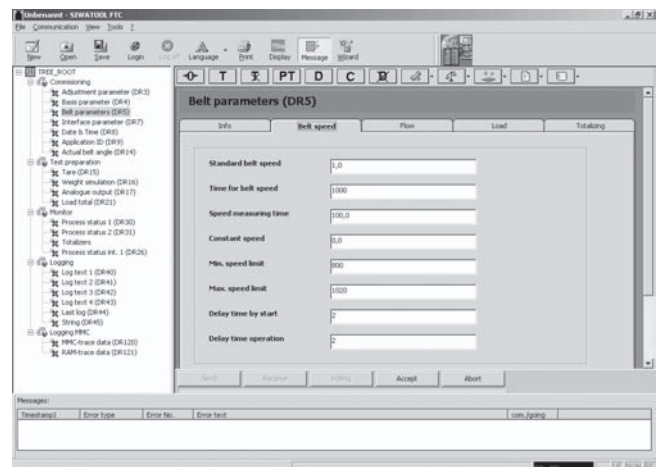 Unbenannt - SIWATOOL FTC
File Communication View Tools ?
New Open Save Login Log off Language Print Display Message Wizard
TREE_ROOT
Commissioning
Adjustment parameter (DR3)
Basis parameter (DR4)
Belt parameters (DR5)
Interface parameter (DR7)
Date & Time (DR8)
Application ID (DR9)
Actual belt angle (DR14)
Test preparation
Tare (DR15)
Weight simulation (DR16)
Analogue output (DR17)
Load total (DR21)
Monitor
Process status 1 (DR30)
Process status 2 (DR31)
Totalizers
Process status int. 1 (DR26)
Logging
Log text 1 (DR40)
Log text 2 (DR41)
Log text 3 (DR42)
Log text 4 (DR43)
Last log (DR44)
String (DR45)
Logging MMC
MMC-trace data (DR120)
RAM-trace data (DR121)
0 T PT D C
Belt parameters (DR5)
Info Belt speed Flow Load Totalizing
Standard belt speed 1,0
Time for belt speed 1000
Speed measuring time 100,0
Constant speed 0,0
Min. speed limit 800
Max. speed limit 1020
Delay time by start 2
Delay time operation 2
Send Receive Polling Accept Abort
Messages:
Timestamp1 Error type Error No. Error text com./going